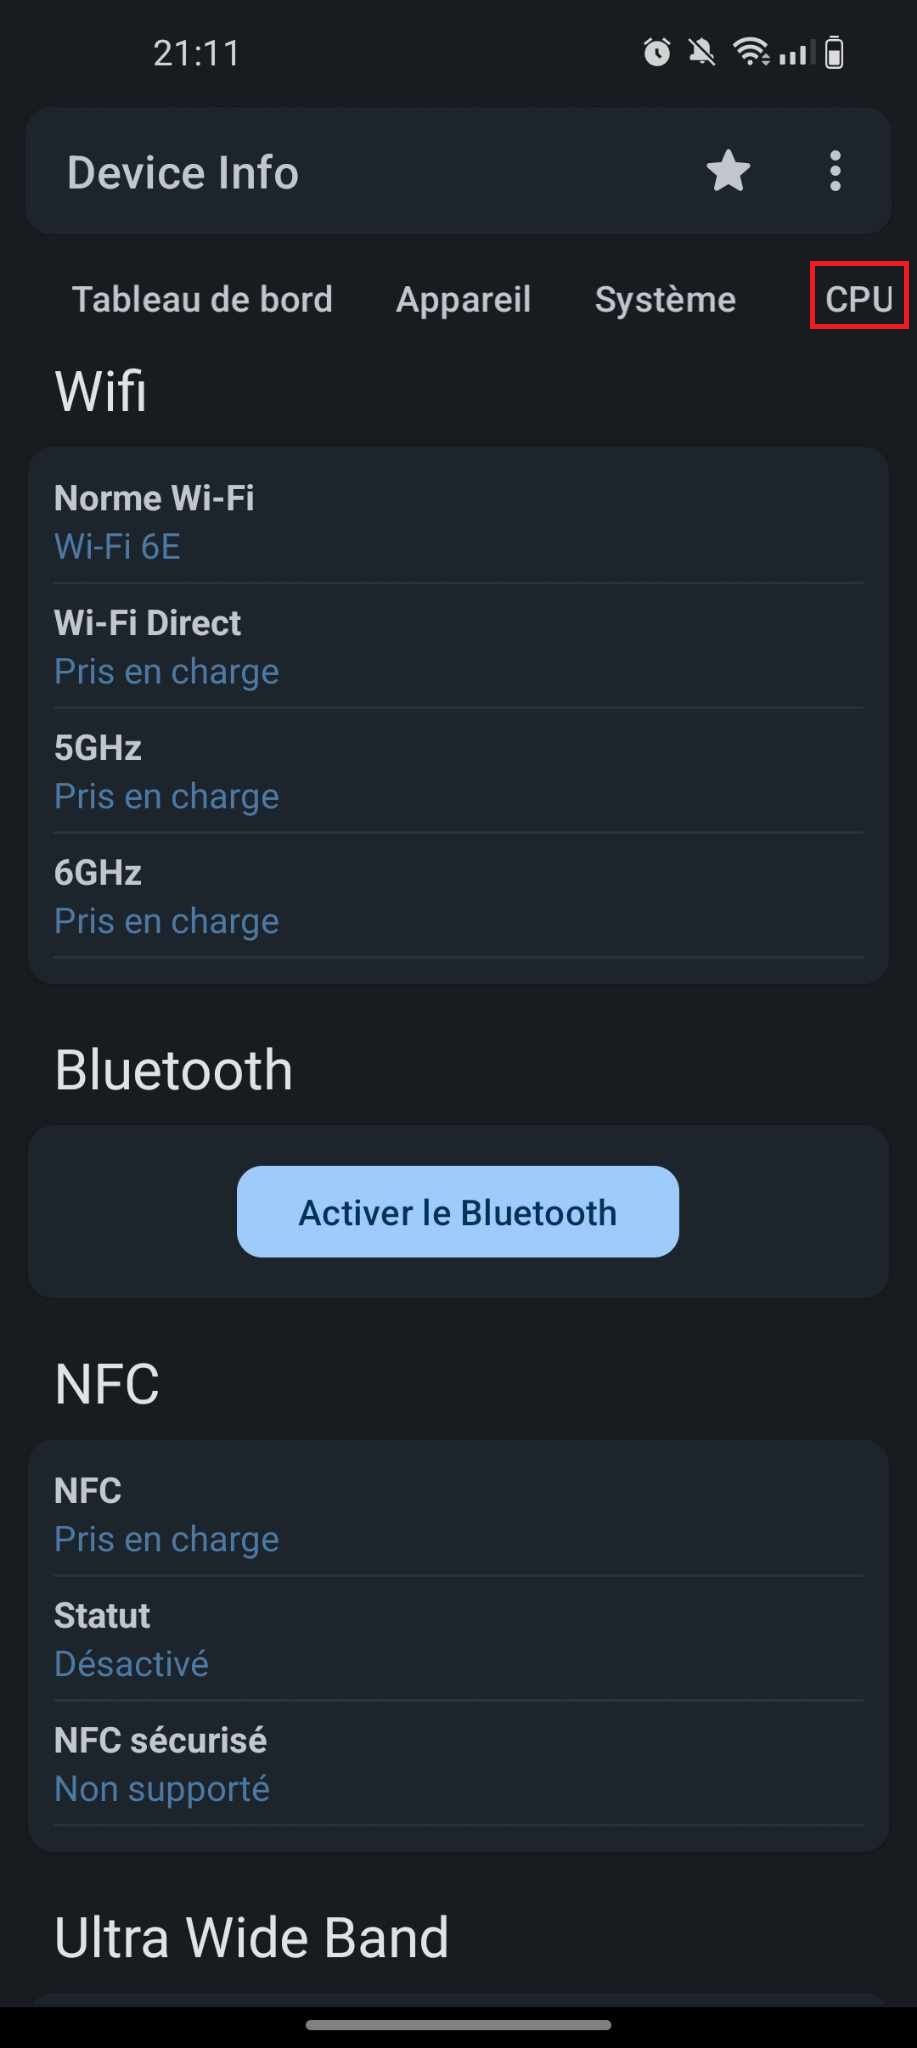 21:11
Device Info
Tableau de bord Appareil Système CPU
Wifi
Norme Wi-Fi
Wi-Fi 6E
Wi-Fi Direct
Pris en charge
5GHz
Pris en charge
6GHz
Pris en charge
Bluetooth
Activer le Bluetooth
NFC
NFC
Pris en charge
Statut
Désactivé
NFC sécurisé
Non supporté
Ultra Wide Band